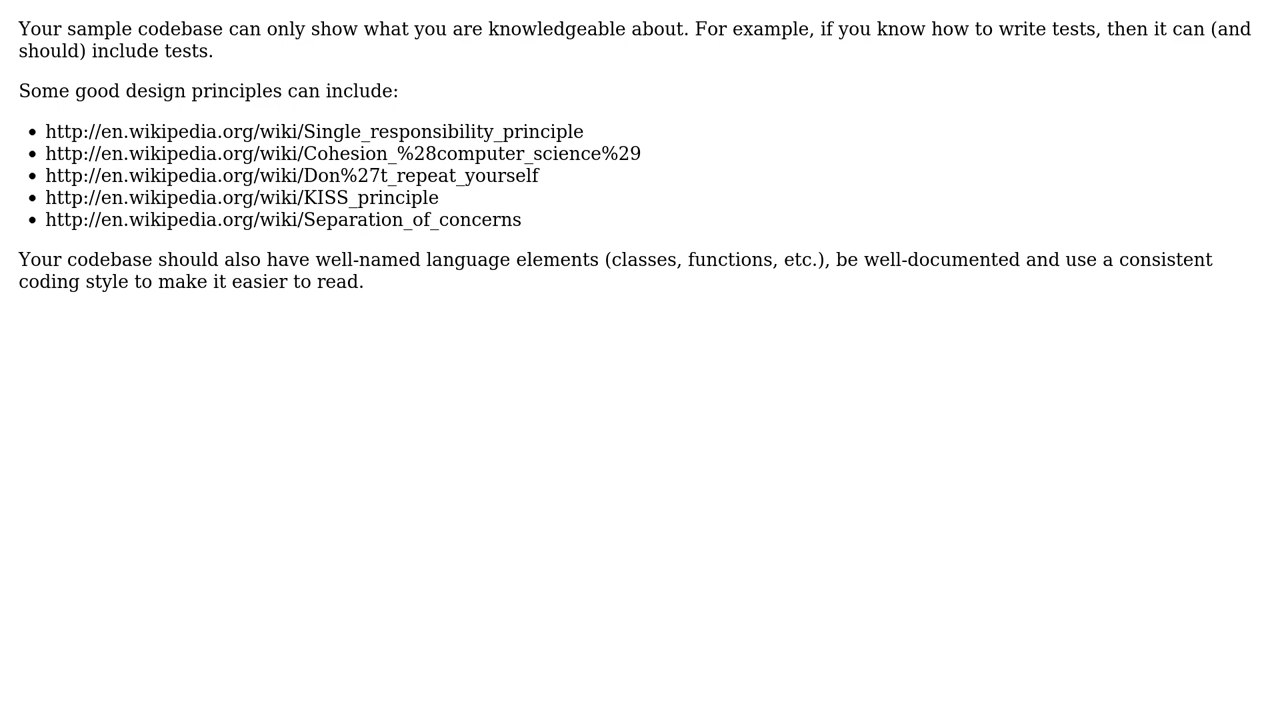 Your sample codebase can only show what you are knowledgeable about. For example, if you know how to write tests, then it can (and
should) include tests.
Some good design principles can include:
• http://en.wikipedia.org/wiki/Single_responsibility_principle
• http://en.wikipedia.org/wiki/Cohesion_%28computer_science%29
• http://en.wikipedia.org/wiki/Don%27t_repeat_yourself
• http://en.wikipedia.org/wiki/KISS_principle
• http://en.wikipedia.org/wiki/Separation_of_concerns
Your codebase should also have well-named language elements (classes, functions, etc.), be well-documented and use a consistent
coding style to make it easier to read.